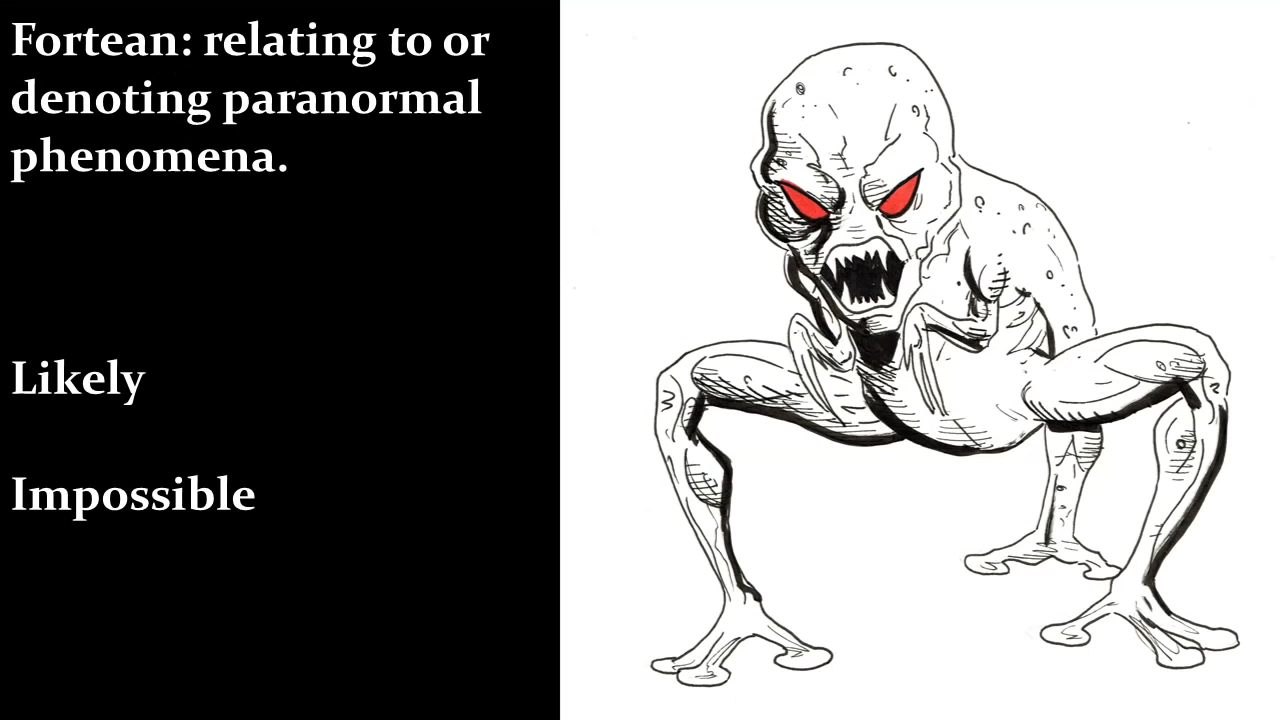 Fortean: relating to or
denoting paranormal
phenomena.
Likely
Impossible